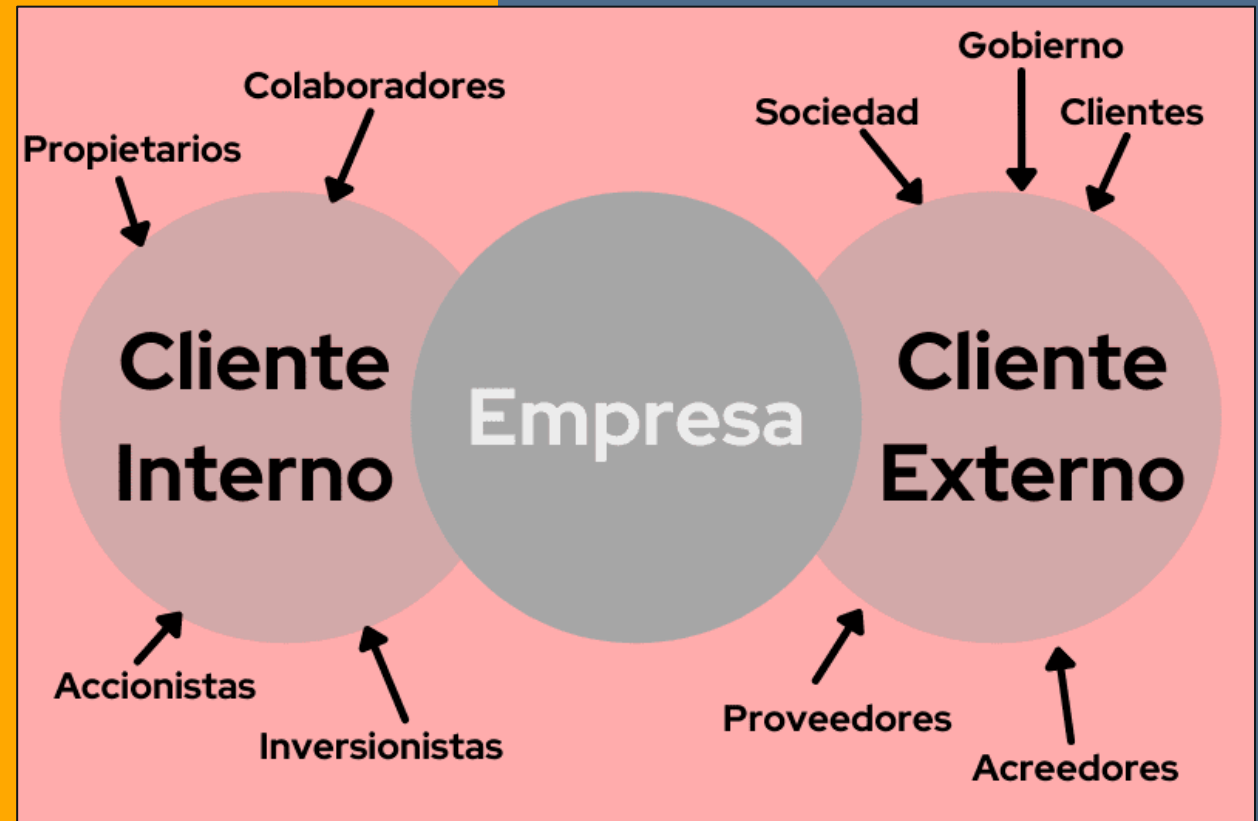 Gobierno
Colaboradores
Sociedad
Clientes
Propietarios
Cliente
Interno
Empresa
Cliente
Externo
Accionistas
Inversionistas
Proveedores
Acreedores